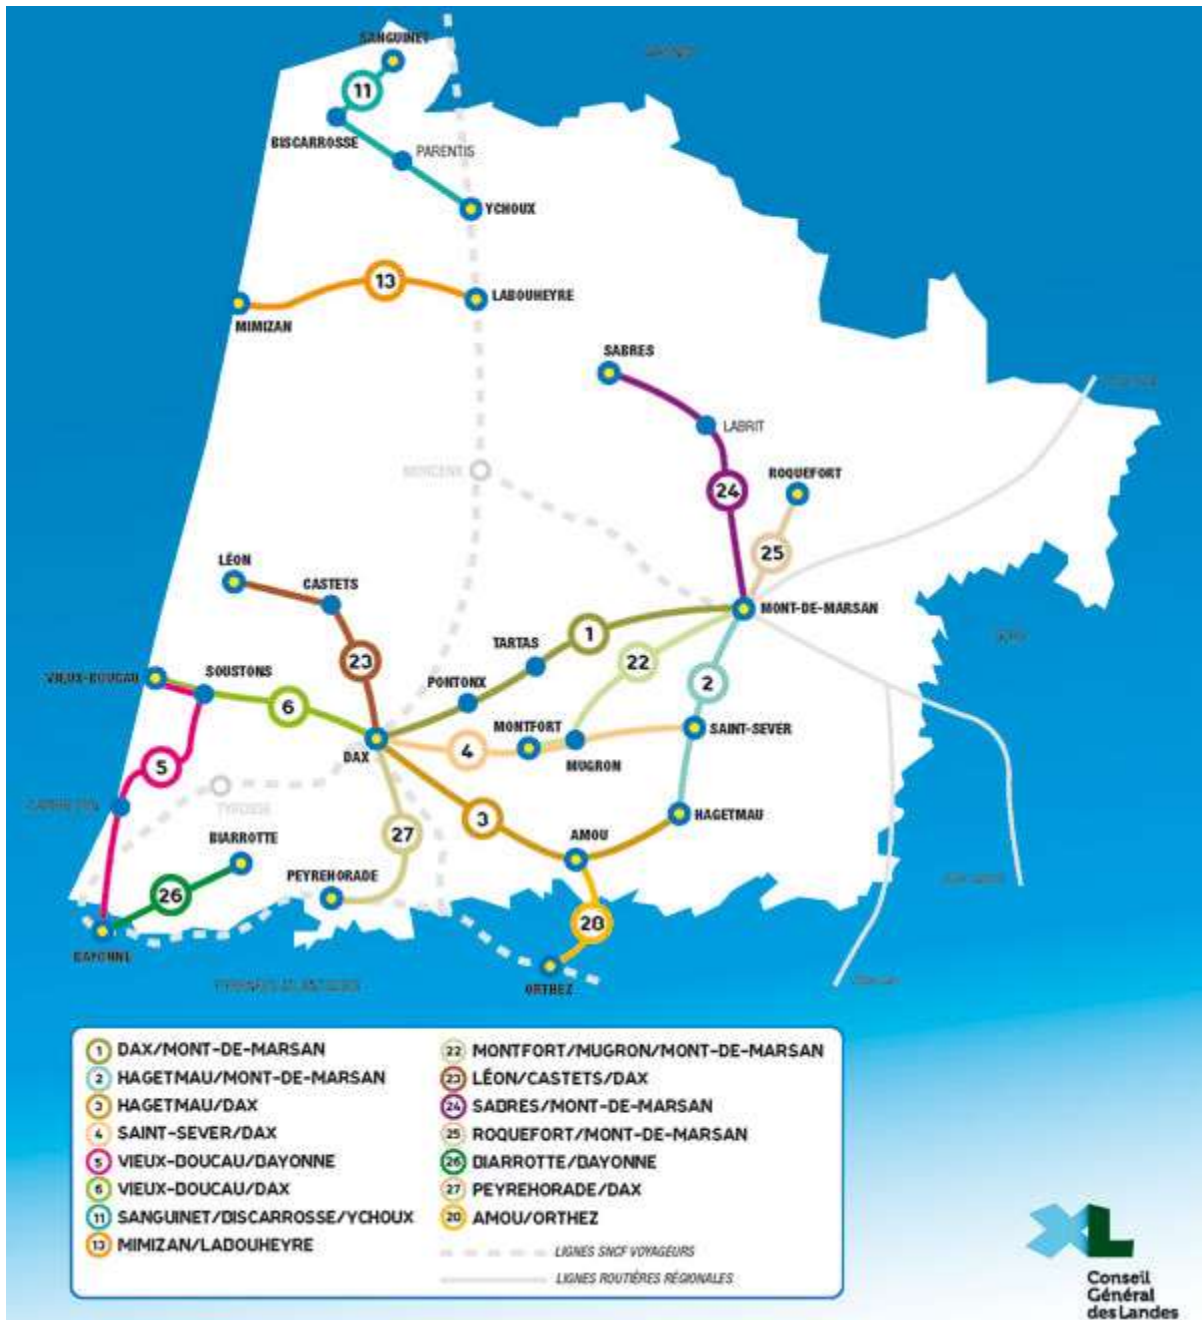 SANGUINET
11
BISCARROSSE
PARENTIS
YCHOUX
13
LABOUHEYRE
MIMIZAN
SABRES
LABRIT
MORCENX
ROQUEFORT
24
25
LÉON
CASTETS
MONT-DE-MARSAN
1
TARTAS
23
22
VIEUX-BOUCAU
SOUSTONS
PONTONX
2
6
MONTFORT
SAINT-SEVER
DAX
4
MUGRON
5
TYROSSE
3
HAGETMAU
27
AMOU
BIARROTTE
PEYREHORADE
26
28
BAYONNE
PYRÉNÉES ATLANTIQUES
ORTHEZ
1 DAX/MONT-DE-MARSAN
2 HAGETMAU/MONT-DE-MARSAN
3 HAGETMAU/DAX
4 SAINT-SEVER/DAX
5 VIEUX-BOUCAU/BAYONNE
6 VIEUX-BOUCAU/DAX
11 SANGUINET/BISCARROSSE/YCHOUX
13 MIMIZAN/LABOUHEYRE
22 MONTFORT/MUGRON/MONT-DE-MARSAN
23 LÉON/CASTETS/DAX
24 SABRES/MONT-DE-MARSAN
25 ROQUEFORT/MONT-DE-MARSAN
26 BIARROTTE/BAYONNE
27 PEYREHORADE/DAX
28 AMOU/ORTHEZ
LIGNES SNCF VOYAGEURS
LIGNES ROUTIÈRES RÉGIONALES
XL
Conseil
Général
des Landes